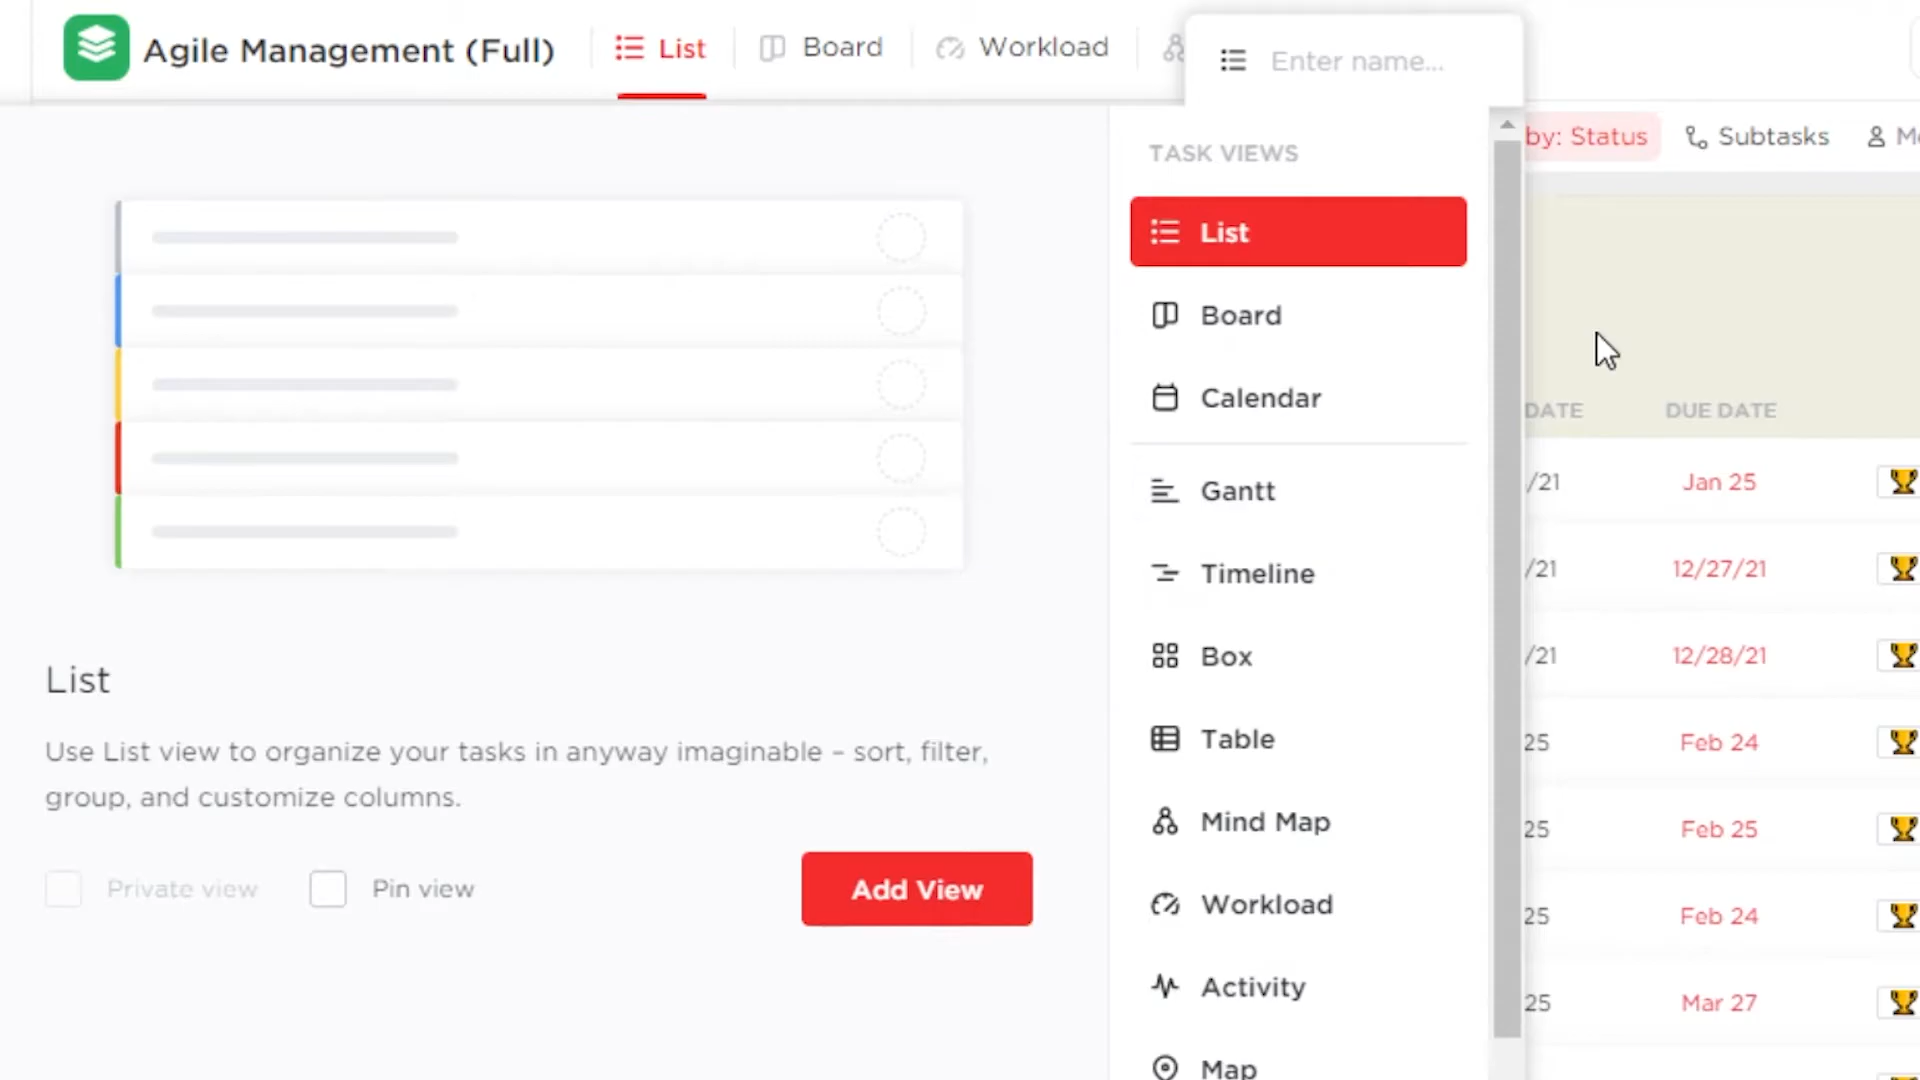 Agile Management (Full)
List
Board
Workload
Enter name...
by: Status
Subtasks
TASK VIEWS
List
Board
Calendar
Gantt
Timeline
Box
Table
Mind Map
Workload
Activity
Map
List
Use List view to organize your tasks in anyway imaginable – sort, filter,
group, and customize columns.
Private view
Pin view
Add View
DATE
DUE DATE
/21
Jan 25
/21
12/27/21
/21
12/28/21
25
Feb 24
25
Feb 25
25
Feb 24
25
Mar 27